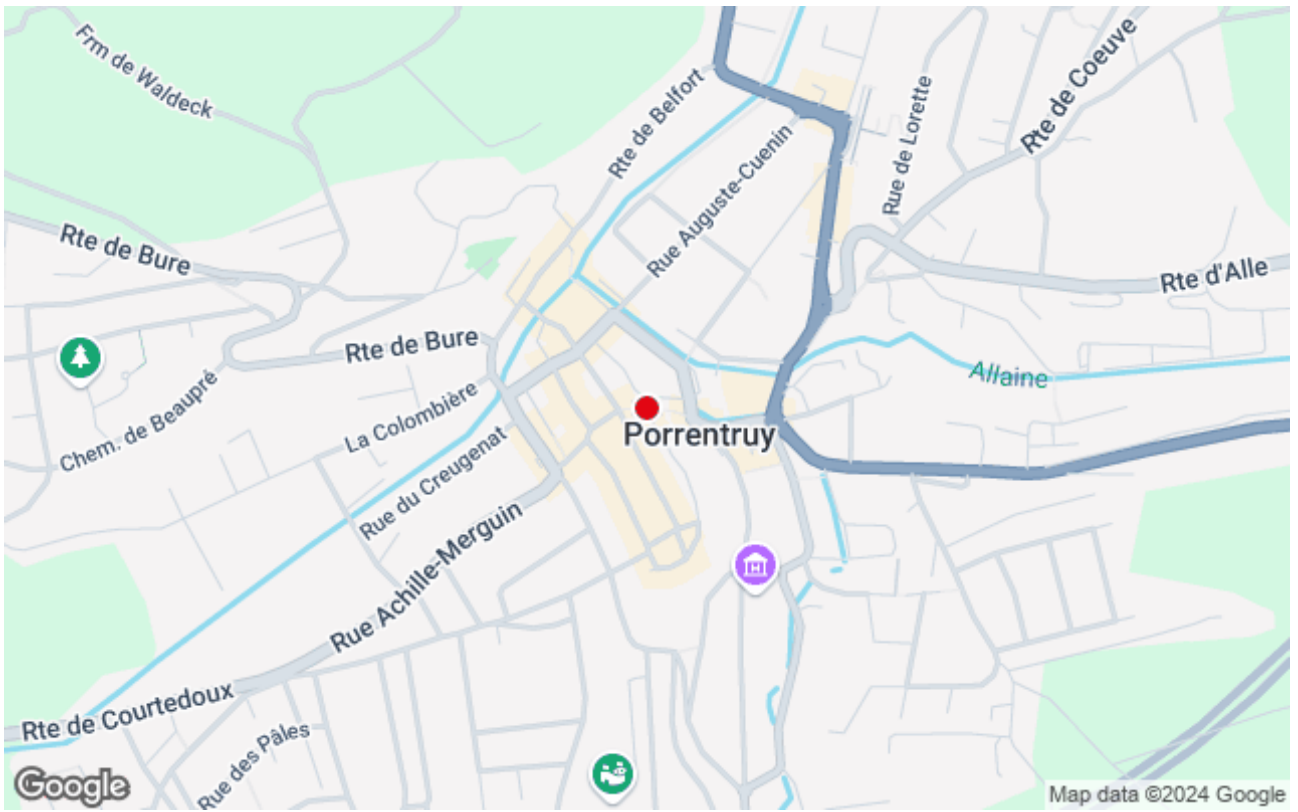 Frm de Waldeck
Rte de Belfort
Rte de Coeuve
Rue de Lorette
Rue Auguste-Cuenin
Rte de Bure
Rte d'Alle
Rte de Bure
Allaine
Chem. de Beaupré
La Colombière
Porrentruy
Rue du Creugenat
Rue Achille-Merguin
H
Rte de Courtedoux
Rue des Pâles
Google
Map data ©2024 Google